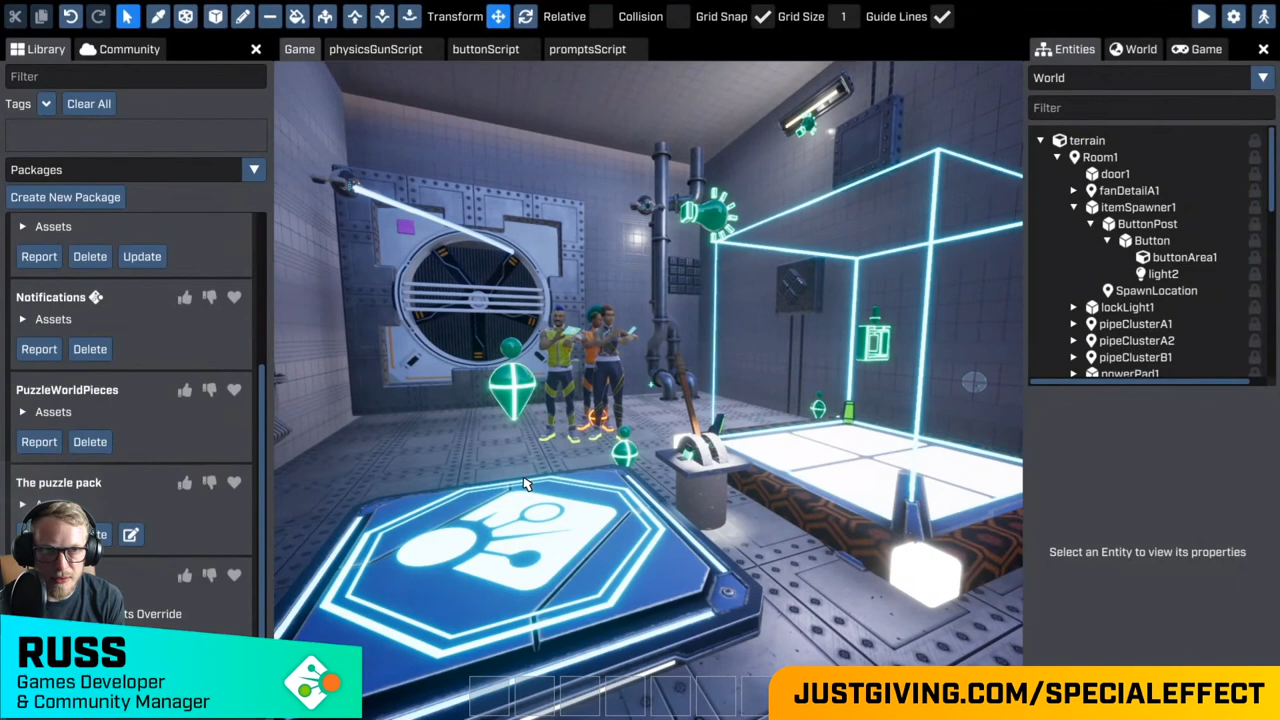 Transform
Relative
Collision
Grid Snap
Grid Size
1
Guide Lines
Library
Community
Game
physicsGunScript
buttonScript
promptsScript
Entities
World
Game
Filter
Tags
Clear All
Packages
Create New Package
Assets
Report
Delete
Update
Notifications
Assets
Report
Delete
PuzzleWorldPieces
Assets
Report
Delete
The puzzle pack
ts Override
World
Filter
terrain
Room1
door1
fanDetailA1
itemSpawner1
ButtonPost
Button
buttonArea1
light2
SpawnLocation
lockLight1
pipeClusterA1
pipeClusterA2
pipeClusterB1
powerPad1
Select an Entity to view its properties
RUSS
Games Developer
& Community Manager
JUSTGIVING.COM/SPECIALEFFECT